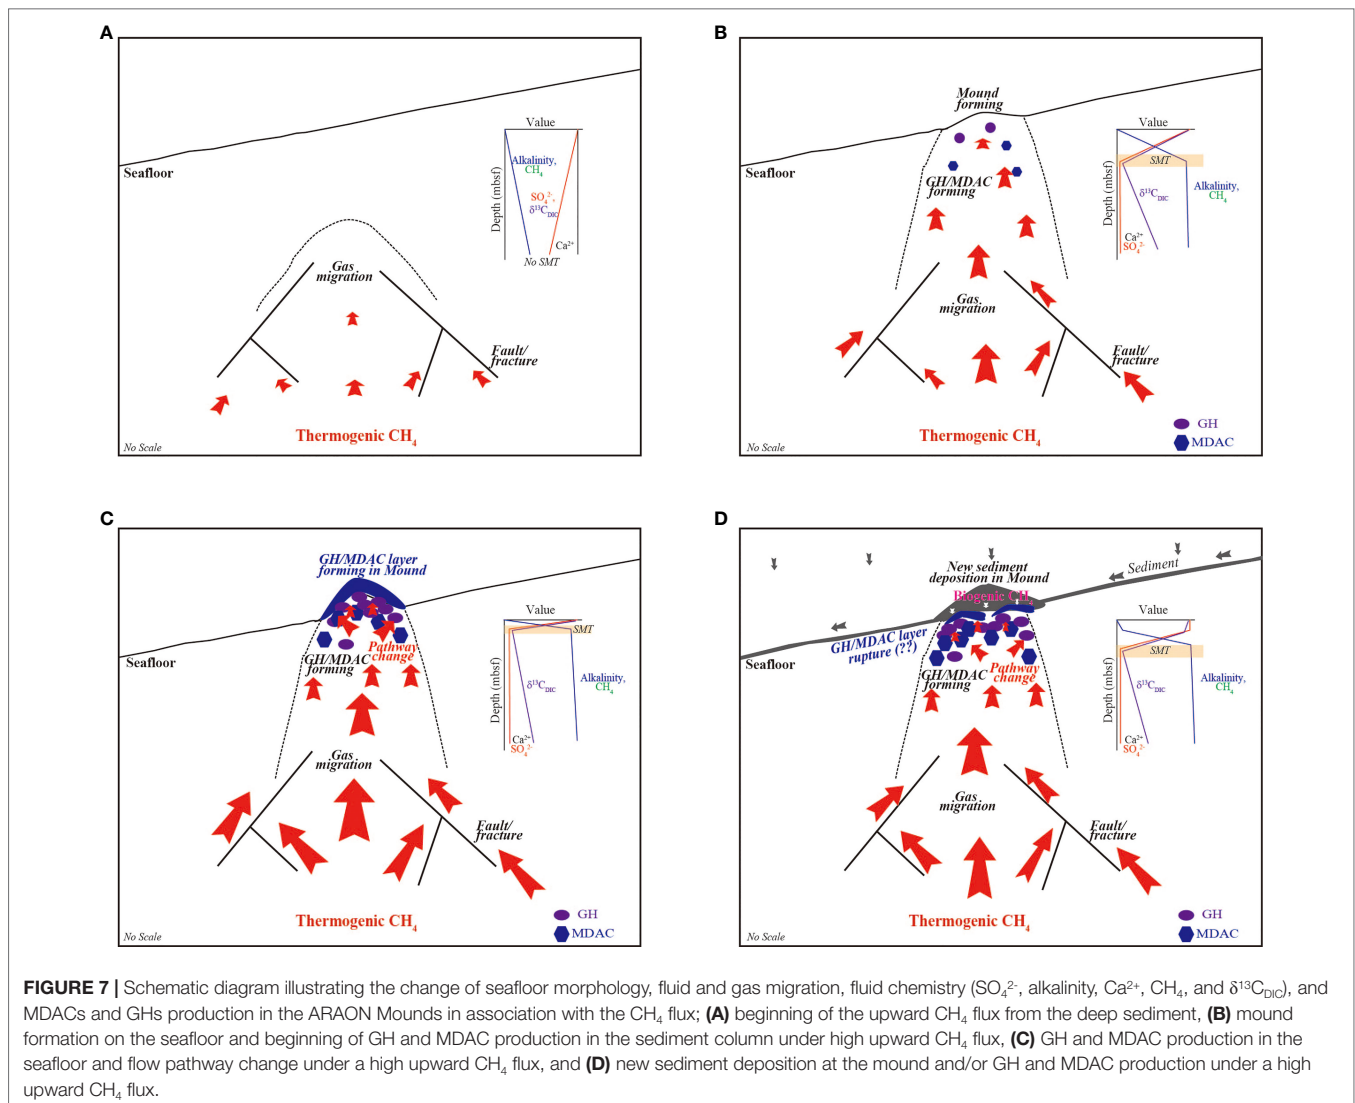 A
Value
Alkalinity,
CH₄
SO₄²⁻,
δ¹³C_DIC
Ca²⁺
Depth (mbsf)
No SMT
Seafloor
Gas
migration
Fault/
fracture
Thermogenic CH₄
No Scale
B
Mound
forming
Value
SMT
Depth (mbsf)
δ¹³C_DIC
Alkalinity,
CH₄
Ca²⁺
SO₄²⁻
Seafloor
GH/MDAC
forming
Gas
migration
Fault/
fracture
Thermogenic CH₄
GH
MDAC
No Scale
C
GH/MDAC layer
forming in Mound
Value
SMT
Depth (mbsf)
δ¹³C_DIC
Alkalinity,
CH₄
Ca²⁺
SO₄²⁻
Seafloor
Pathway
change
GH/MDAC
forming
Gas
migration
Fault/
fracture
Thermogenic CH₄
GH
MDAC
No Scale
D
New sediment
deposition in Mound
Sediment
Biogenic CH₄
Value
SMT
Depth (mbsf)
δ¹³C_DIC
Alkalinity,
CH₄
Ca²⁺
SO₄²⁻
GH/MDAC layer
rupture (??)
Seafloor
Pathway
change
GH/MDAC
forming
Gas
migration
Fault/
fracture
Thermogenic CH₄
GH
MDAC
No Scale
FIGURE 7 | Schematic diagram illustrating the change of seafloor morphology, fluid and gas migration, fluid chemistry (SO₄²⁻, alkalinity, Ca²⁺, CH₄, and δ¹³C_DIC), and
MDACs and GHs production in the ARAON Mounds in association with the CH₄ flux; (A) beginning of the upward CH₄ flux from the deep sediment, (B) mound
formation on the seafloor and beginning of GH and MDAC production in the sediment column under high upward CH₄ flux, (C) GH and MDAC production in the
seafloor and flow pathway change under a high upward CH₄ flux, and (D) new sediment deposition at the mound and/or GH and MDAC production under a high
upward CH₄ flux.